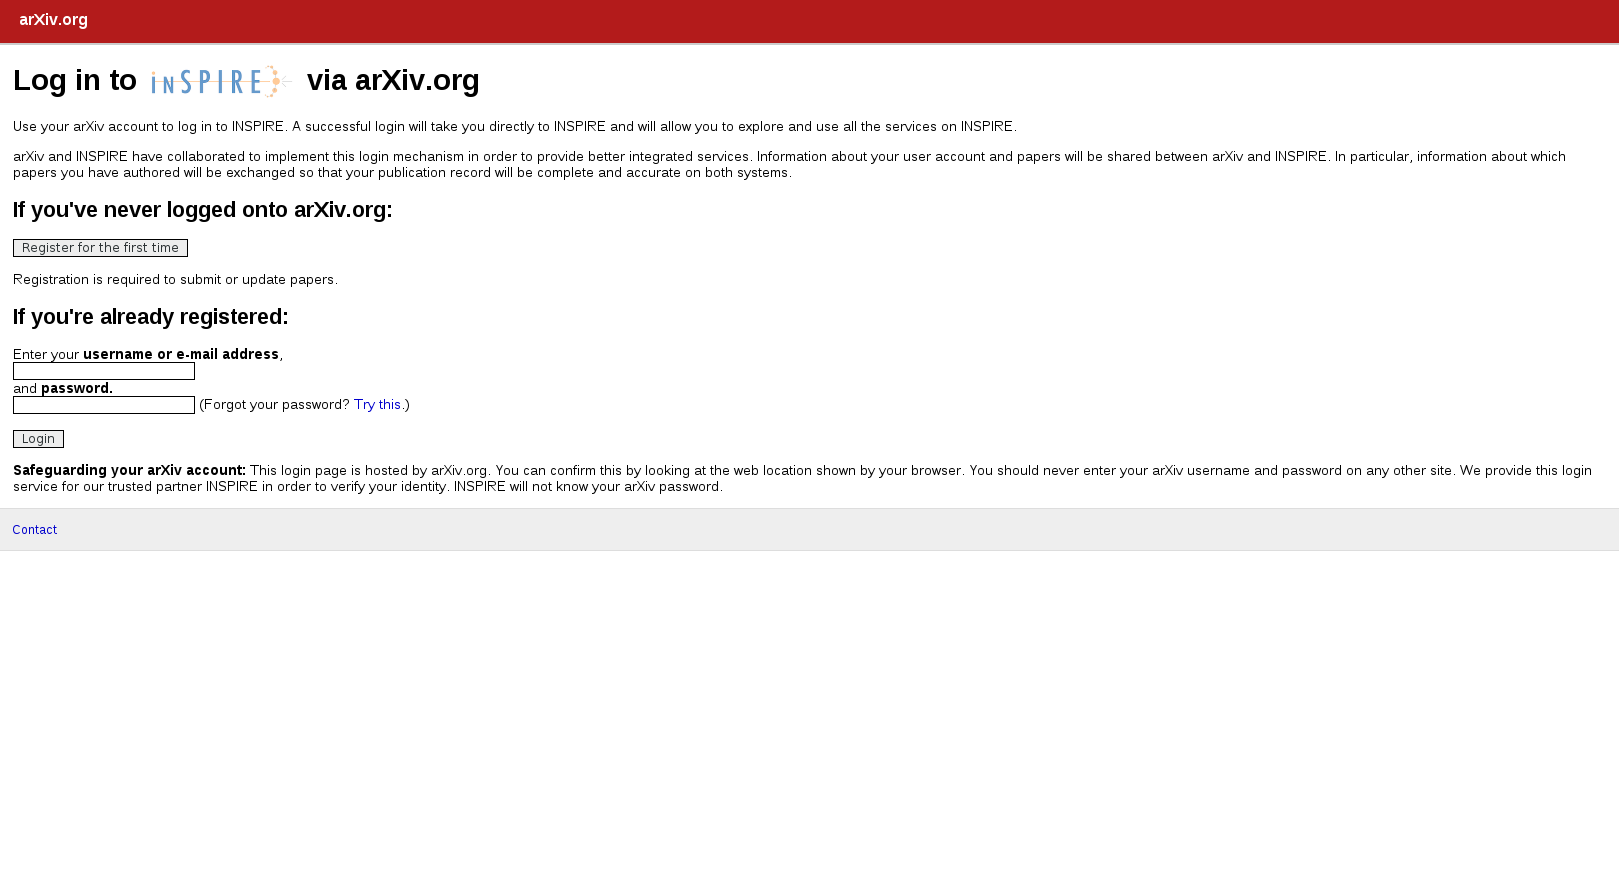 arXiv.org
Log in to iNSPIRE via arXiv.org
Use your arXiv account to log in to INSPIRE. A successful login will take you directly to INSPIRE and will allow you to explore and use all the services on INSPIRE.
arXiv and INSPIRE have collaborated to implement this login mechanism in order to provide better integrated services. Information about your user account and papers will be shared between arXiv and INSPIRE. In particular, information about which
papers you have authored will be exchanged so that your publication record will be complete and accurate on both systems.
If you've never logged onto arXiv.org:
Register for the first time
Registration is required to submit or update papers.
If you're already registered:
Enter your username or e-mail address,
and password.
(Forgot your password? Try this.)
Login
Safeguarding your arXiv account: This login page is hosted by arXiv.org. You can confirm this by looking at the web location shown by your browser. You should never enter your arXiv username and password on any other site. We provide this login
service for our trusted partner INSPIRE in order to verify your identity. INSPIRE will not know your arXiv password.
Contact